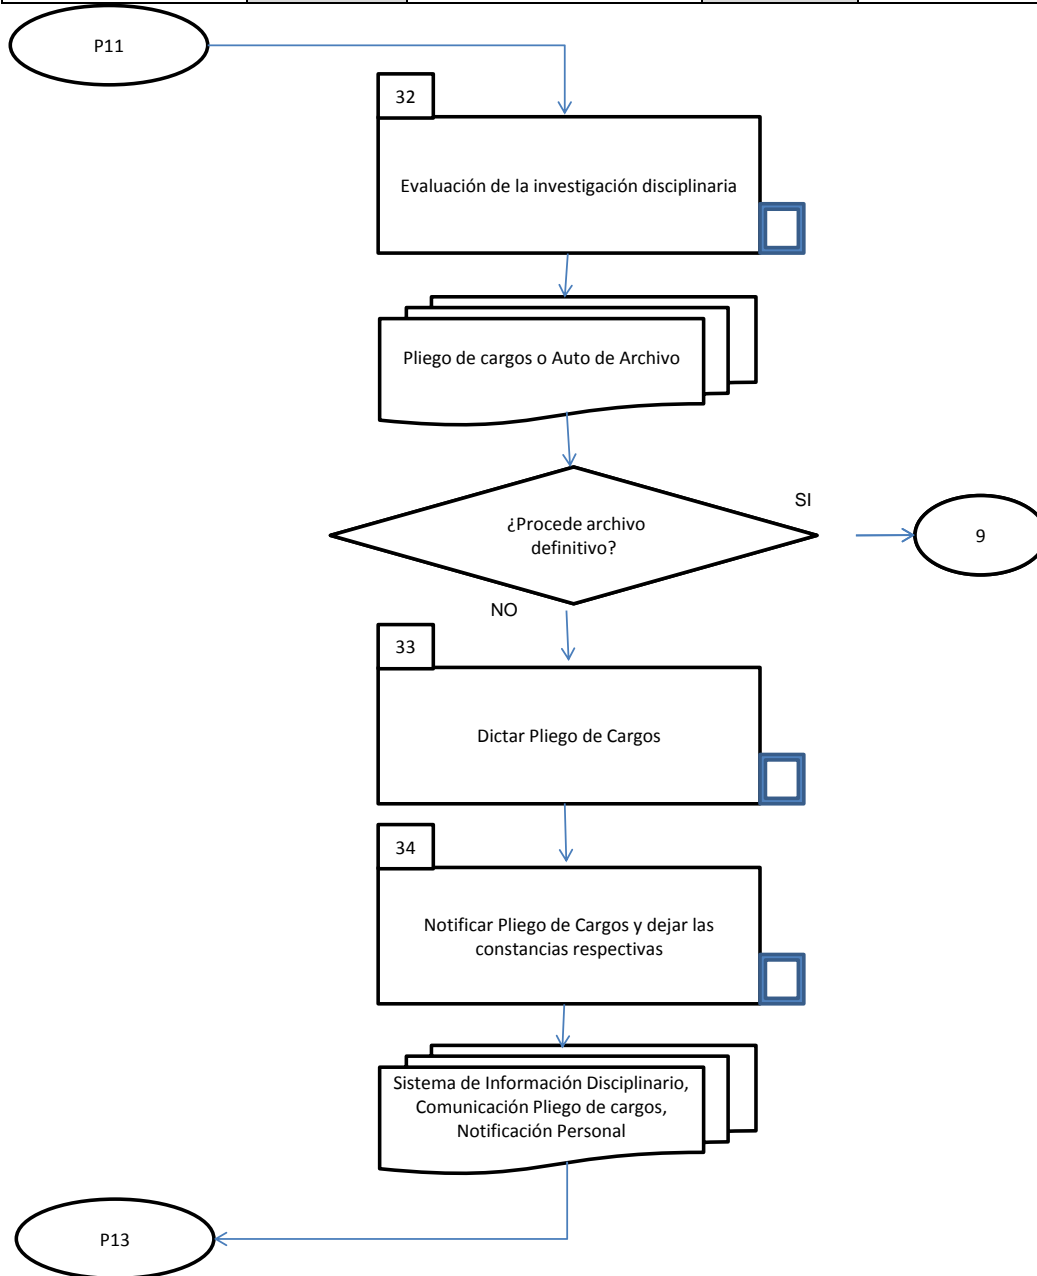 P11
32
Evaluación de la investigación disciplinaria
Pliego de cargos o Auto de Archivo
¿Procede archivo
definitivo?
SI
9
NO
33
Dictar Pliego de Cargos
34
Notificar Pliego de Cargos y dejar las
constancias respectivas
Sistema de Información Disciplinario,
Comunicación Pliego de cargos,
Notificación Personal
P13